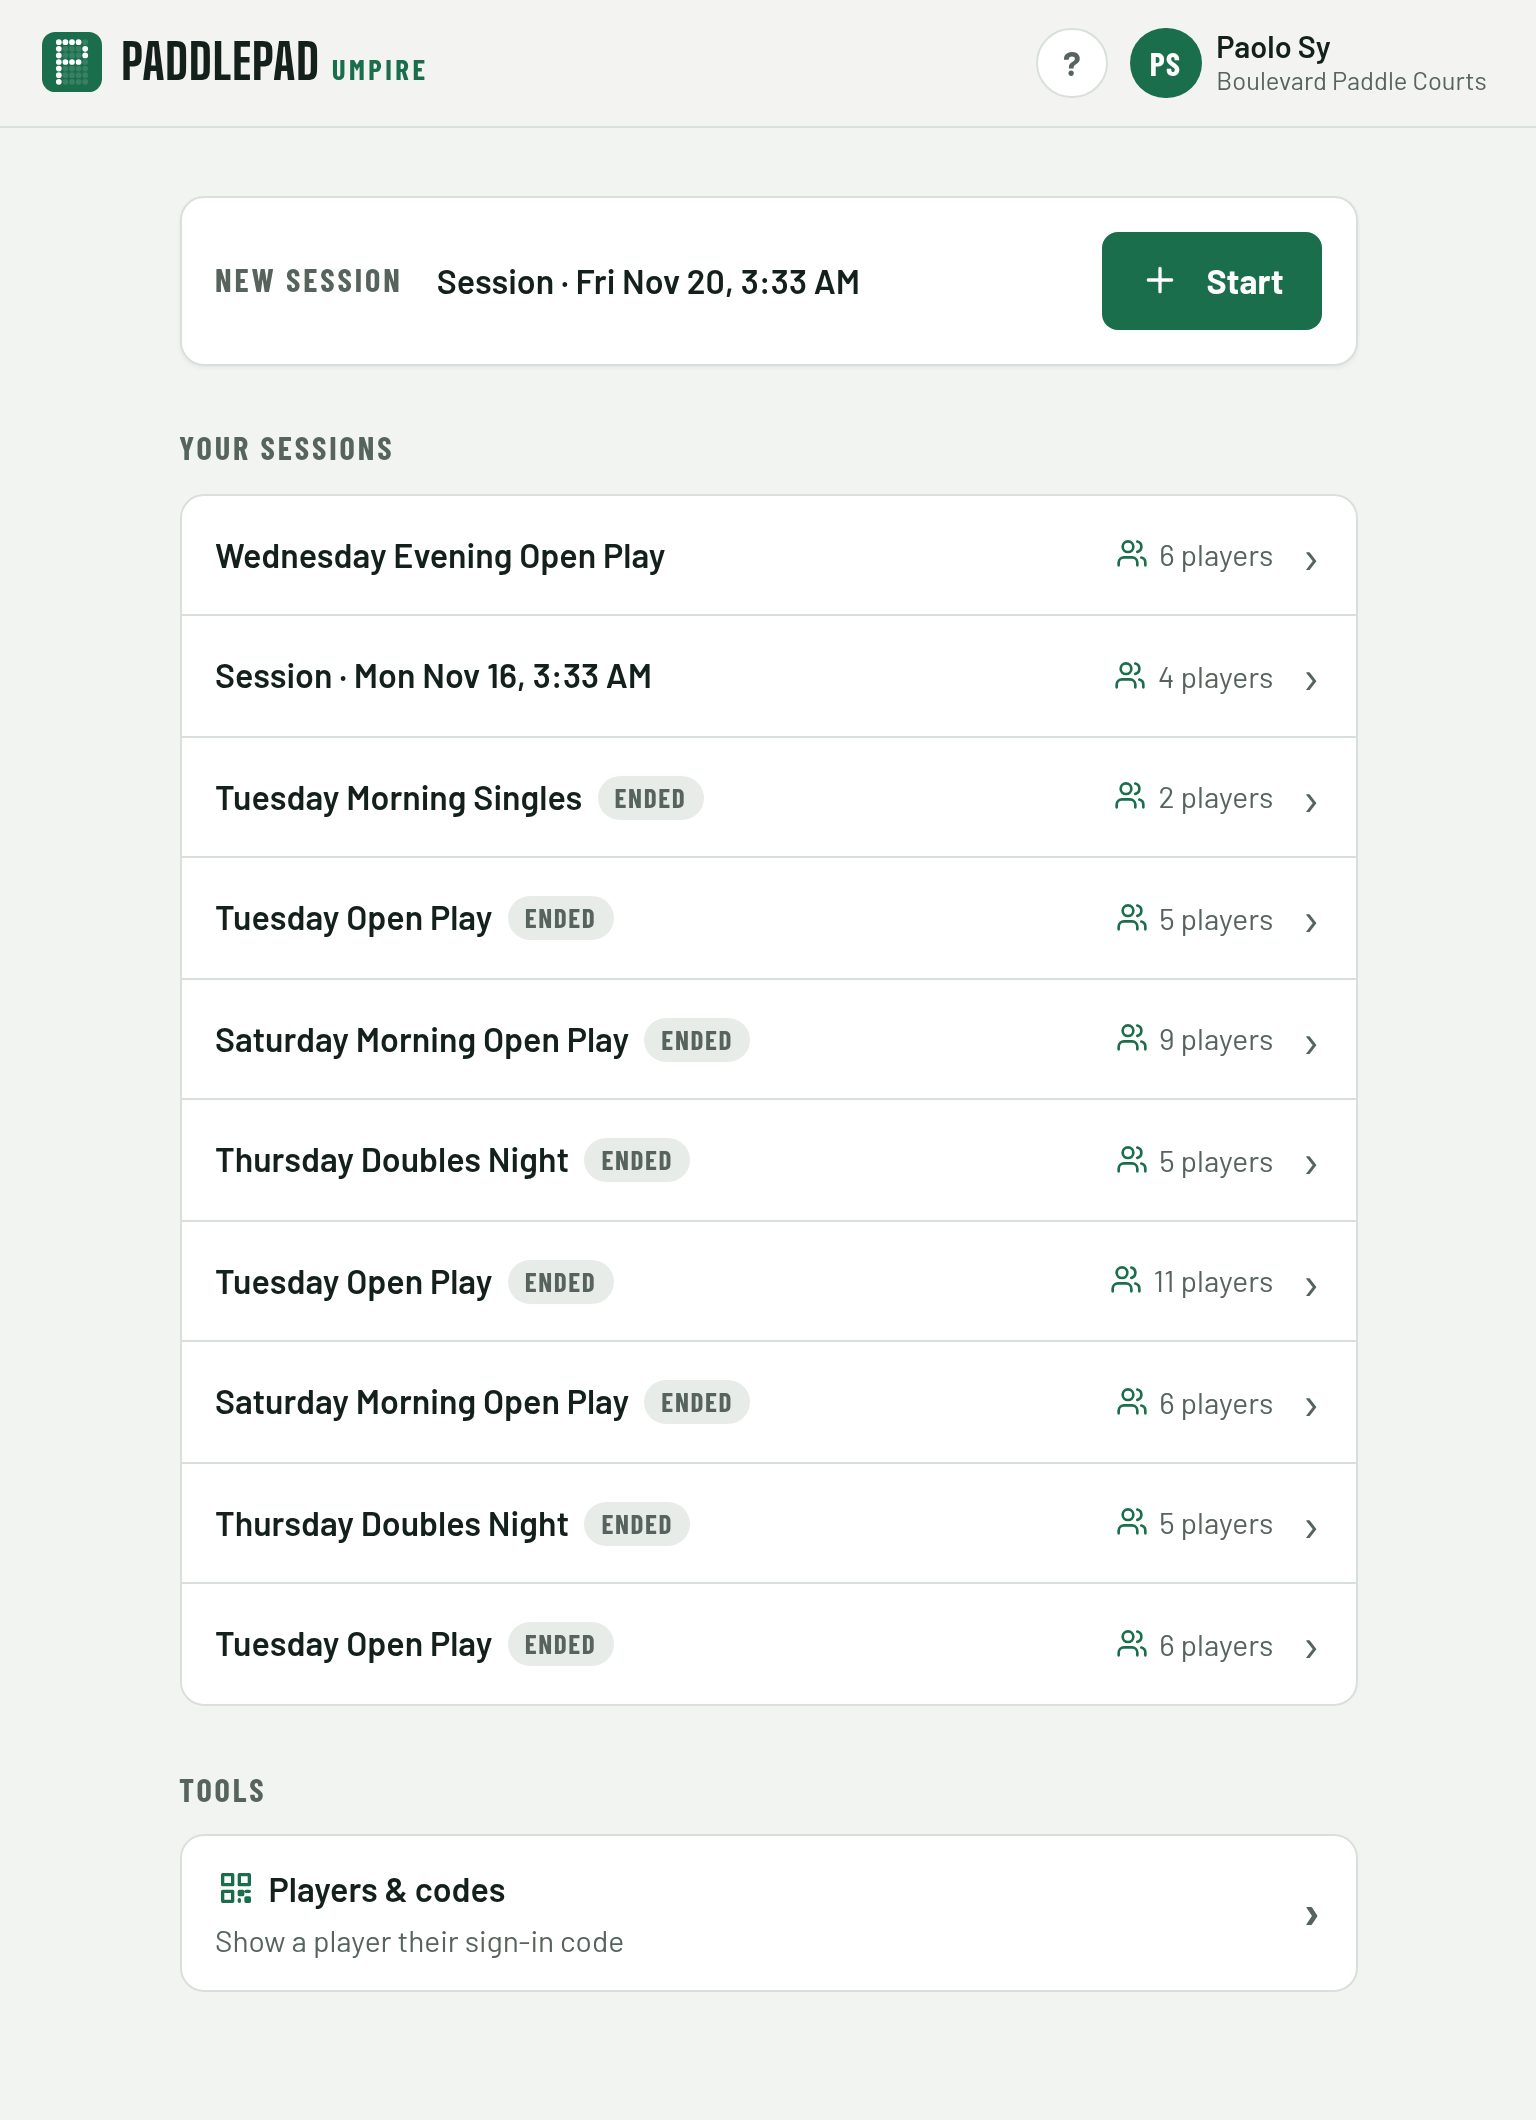 PADDLEPAD UMPIRE
?
PS
Paolo Sy
Boulevard Paddle Courts
NEW SESSION Session · Fri Nov 20, 3:33 AM + Start
YOUR SESSIONS
Wednesday Evening Open Play 6 players ›
Session · Mon Nov 16, 3:33 AM 4 players ›
Tuesday Morning Singles ENDED 2 players ›
Tuesday Open Play ENDED 5 players ›
Saturday Morning Open Play ENDED 9 players ›
Thursday Doubles Night ENDED 5 players ›
Tuesday Open Play ENDED 11 players ›
Saturday Morning Open Play ENDED 6 players ›
Thursday Doubles Night ENDED 5 players ›
Tuesday Open Play ENDED 6 players ›
TOOLS
Players & codes ›
Show a player their sign-in code